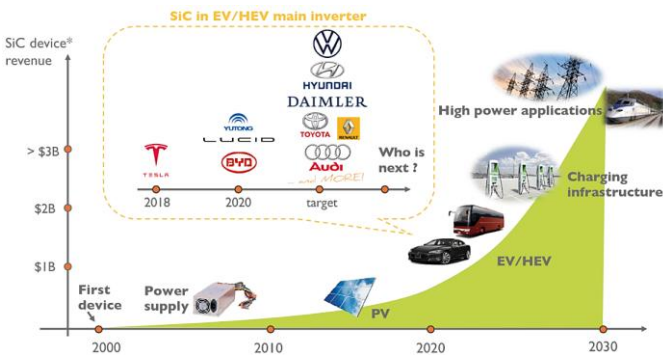 SiC in EV/HEV main inverter
SiC device*
revenue
HYUNDAI
DAIMLER
YUTONG
LUCID
TOYOTA
RENAULT
TESLA
BYD
Audi
... and MORE!
Who is
next ?
2018
2020
target
High power applications
Charging
infrastructure
> $3B
$2B
$1B
EV/HEV
First
device
Power
supply
PV
2000
2010
2020
2030